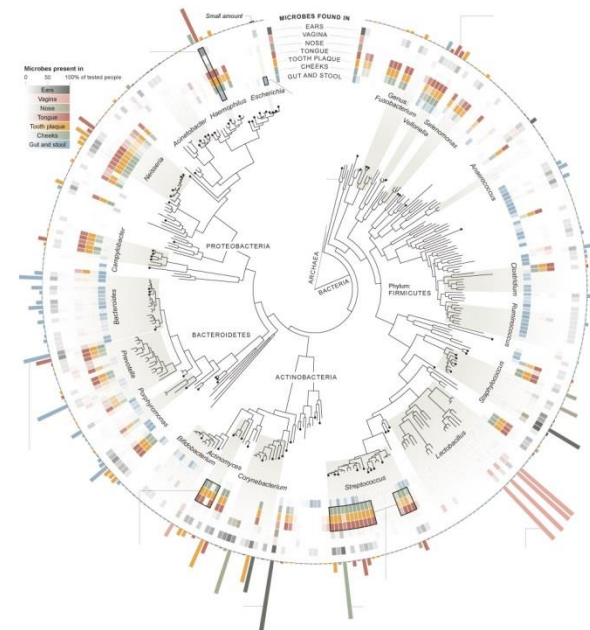 Small amount
MICROBES FOUND IN
EARS
VAGINA
NOSE
TONGUE
TOOTH PLAQUE
CHEEKS
GUT AND STOOL
Microbes present in
0 50 100% of tested people
Ears
Vagina
Nose
Tongue
Tooth plaque
Cheeks
Gut and stool
Acinetobacter
Haemophilus
Escherichia
Genus:
Fusobacterium
Veillonella
Selenomonas
Anaerococcus
Neisseria
Campylobacter
PROTEOBACTERIA
ARCHAEA
BACTERIA
Phylum:
FIRMICUTES
Clostridium
Ruminococcus
Bacteroides
BACTEROIDETES
Prevotella
Porphyromonas
ACTINOBACTERIA
Staphylococcus
Lactobacillus
Bifidobacterium
Actinomyces
Corynebacterium
Streptococcus